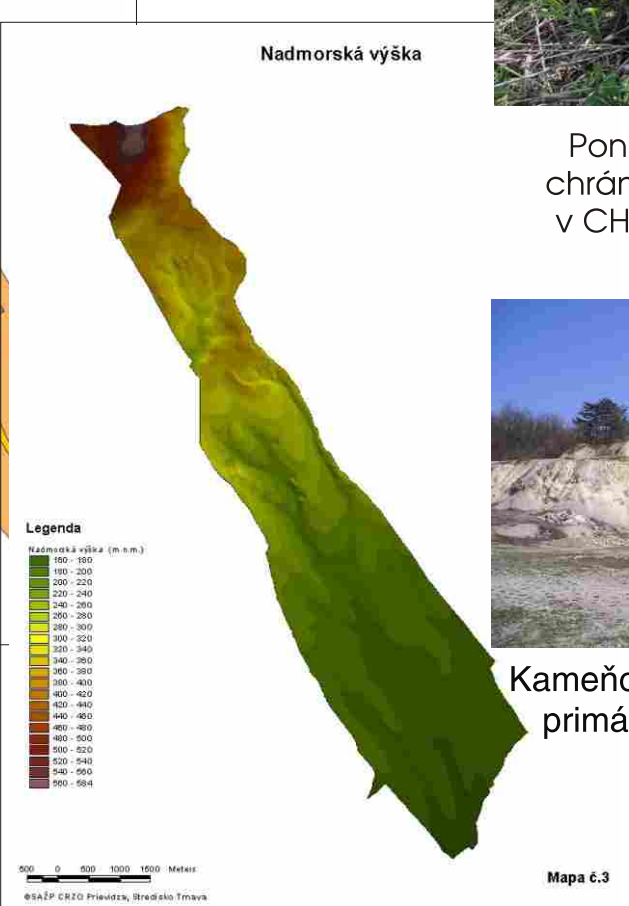 Nadmorská výška
Pon
chrán
v CH
Legenda
Nadmorská výška (m n.m.)
160 - 180
180 - 200
200 - 220
220 - 240
240 - 260
260 - 280
280 - 300
300 - 320
320 - 340
340 - 360
360 - 380
380 - 400
400 - 420
420 - 440
440 - 460
460 - 480
480 - 500
500 - 520
520 - 540
540 - 560
560 - 584
Kameňo
primá
500 0 500 1000 1500 Meters
©SAŽP CRZO Prievidza, Stredisko Trnava
Mapa č.3